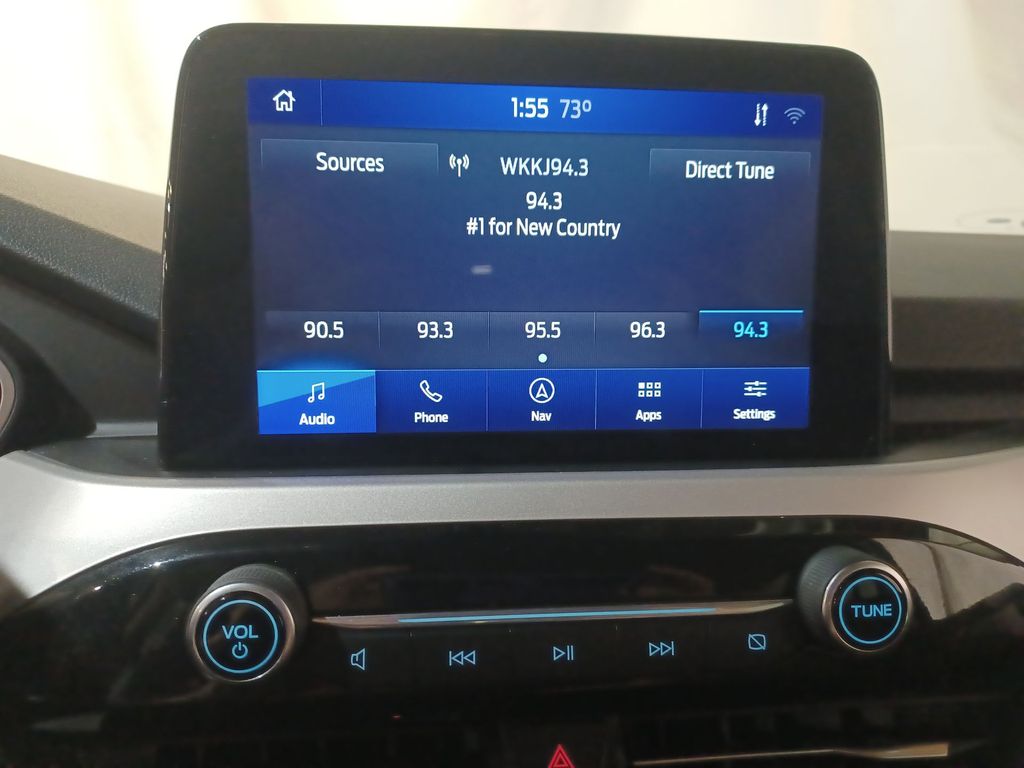 1:55 73º
Sources
WKKJ94.3
Direct Tune
94.3
#1 for New Country
90.5
93.3
95.5
96.3
94.3
Audio
Phone
Nav
Apps
Settings
VOL
TUNE